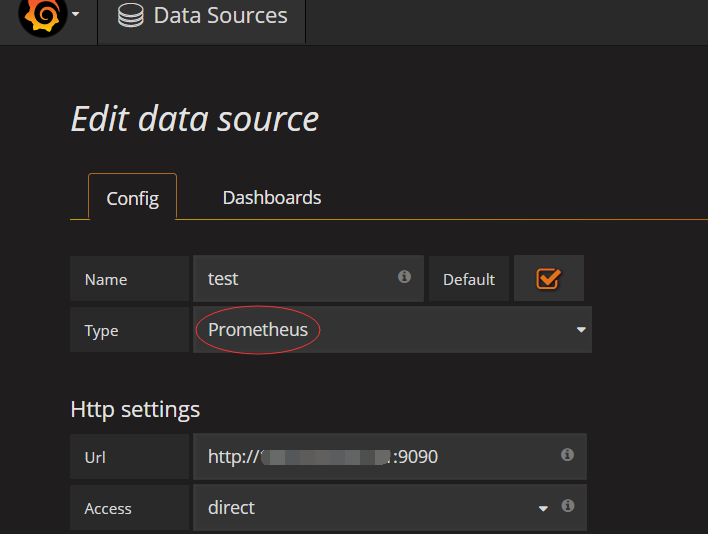 Data Sources
Edit data source
Config Dashboards
Name test Default
Type Prometheus
Http settings
Url http:// :9090
Access direct